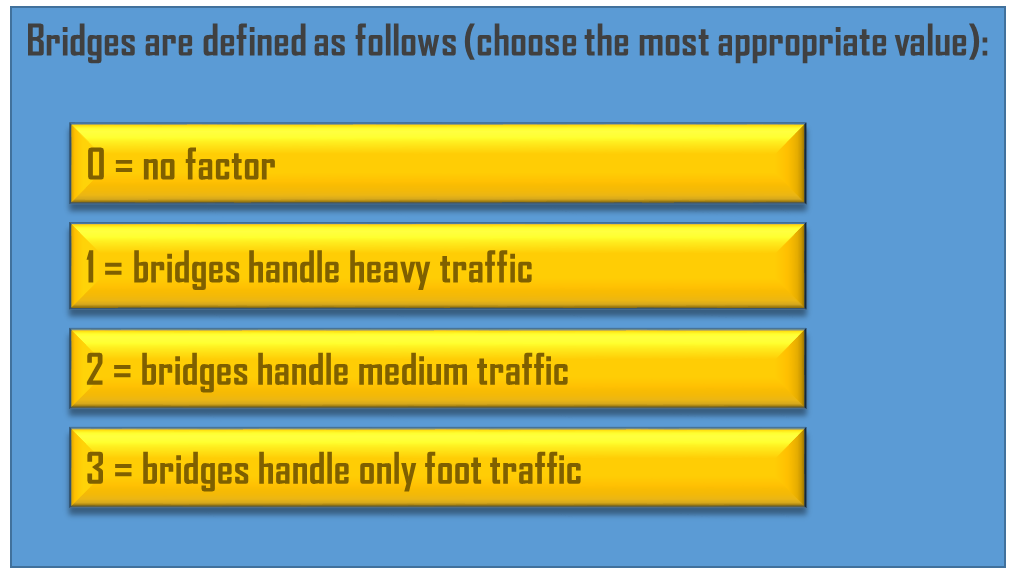 Bridges are defined as follows (choose the most appropriate value):
0 = no factor
1 = bridges handle heavy traffic
2 = bridges handle medium traffic
3 = bridges handle only foot traffic